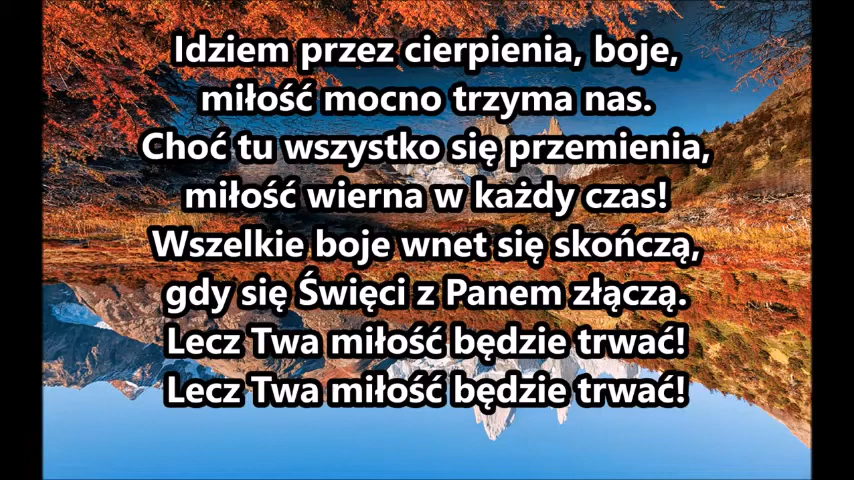 Idziem przez cierpienia, boje,
miłość mocno trzyma nas.
Choć tu wszystko się przemienia,
miłość wierna w każdy czas!
Wszelkie boje wnet się skończą,
gdy się Święci z Panem złączą.
Lecz Twa miłość będzie trwać!
Lecz Twa miłość będzie trwać!